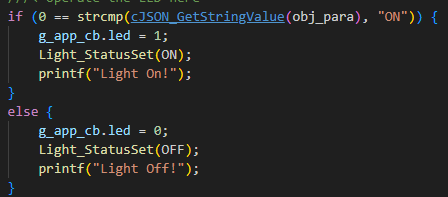 if (0 == strcmp(cJSON_GetStringValue(obj_para), "ON")) {
g_app_cb.led = 1;
Light_StatusSet(ON);
printf("Light On!");
}
else {
g_app_cb.led = 0;
Light_StatusSet(OFF);
printf("Light Off!");
}